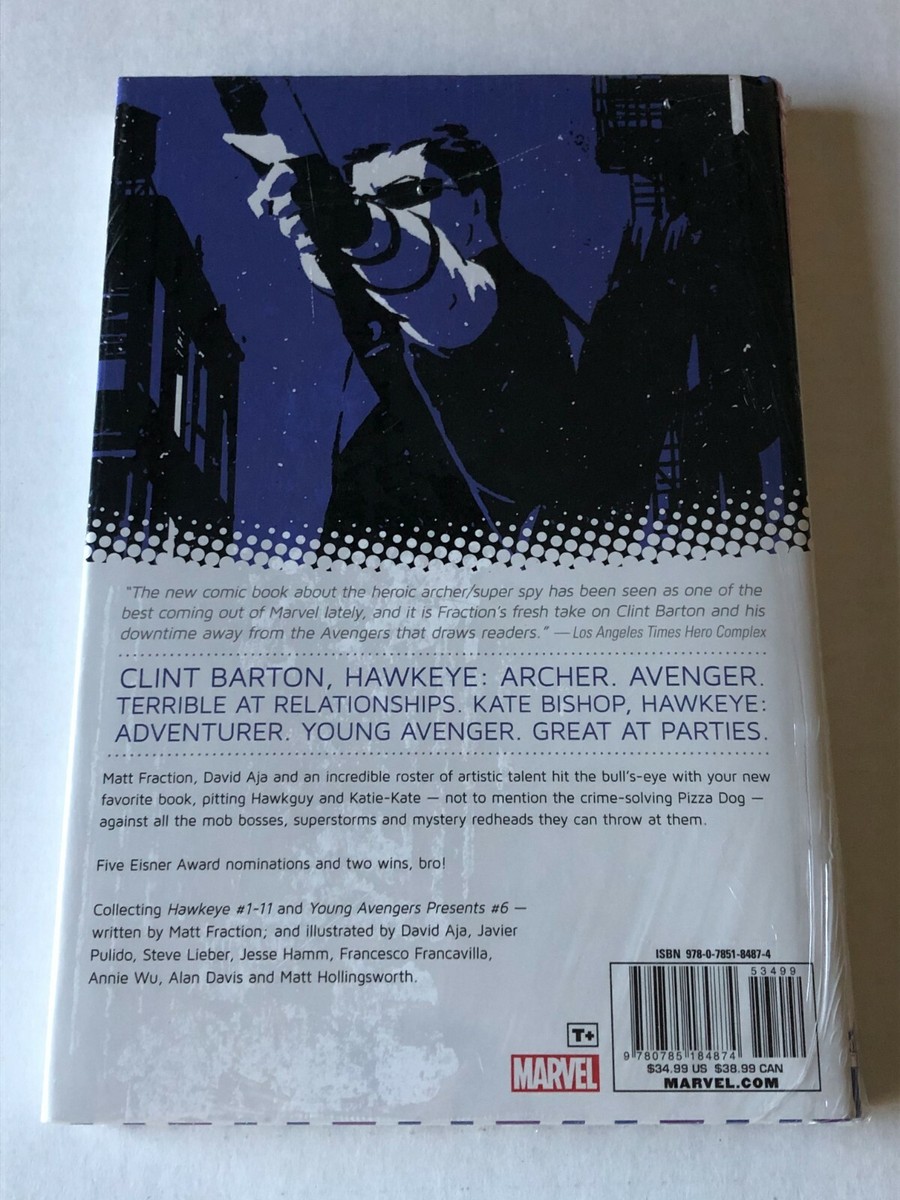 "The new comic book about the heroic archer/super spy has been seen as one of the
best coming out of Marvel lately, and it is Fraction's fresh take on Clint Barton and his
downtime away from the Avengers that draws readers." — Los Angeles Times Hero Complex
CLINT BARTON, HAWKEYE: ARCHER. AVENGER.
TERRIBLE AT RELATIONSHIPS. KATE BISHOP, HAWKEYE:
ADVENTURER. YOUNG AVENGER. GREAT AT PARTIES.
Matt Fraction, David Aja and an incredible roster of artistic talent hit the bull's-eye with your new
favorite book, pitting Hawkguy and Katie-Kate — not to mention the crime-solving Pizza Dog —
against all the mob bosses, superstorms and mystery redheads they can throw at them.
Five Eisner Award nominations and two wins, bro!
Collecting Hawkeye #1-11 and Young Avengers Presents #6 —
written by Matt Fraction; and illustrated by David Aja, Javier
Pulido, Steve Lieber, Jesse Hamm, Francesco Francavilla,
Annie Wu, Alan Davis and Matt Hollingsworth.
T+
MARVEL
ISBN 978-0-7851-8487-4
53499
9 780785 184874
$34.99 US $38.99 CAN
MARVEL.COM